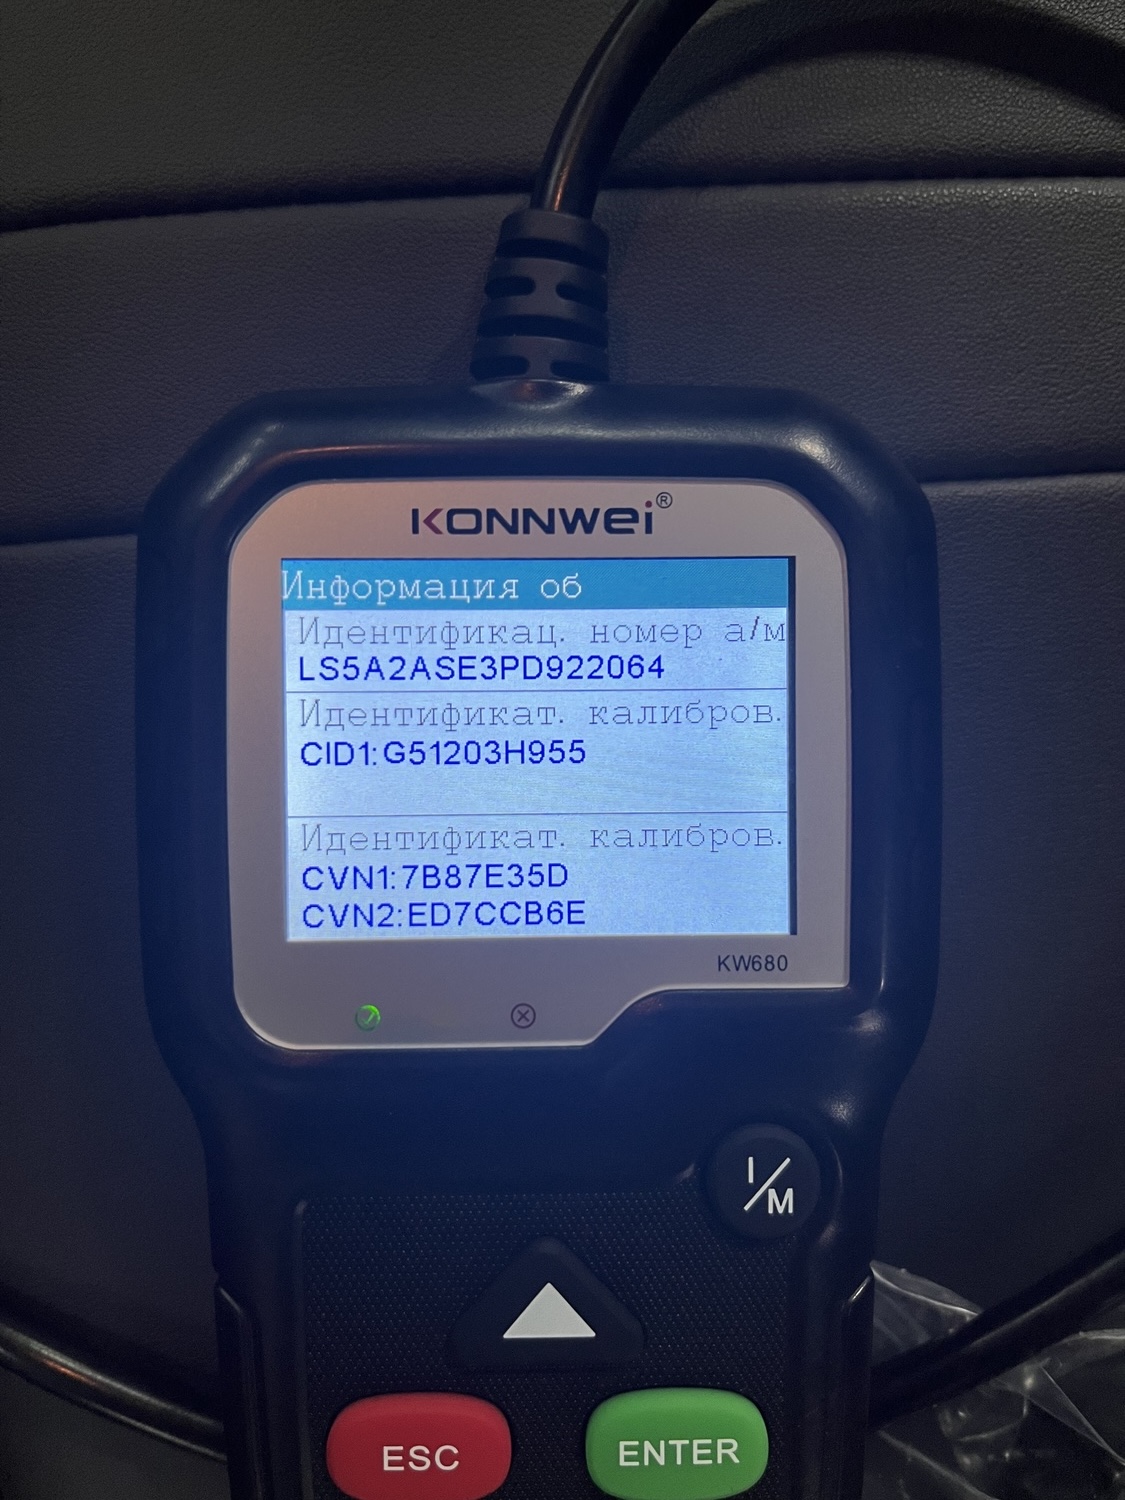 KONNWEI®
Информация об
Идентификац. номер а/м
LS5A2ASE3PD922064
Идентификат. калибров.
CID1:G51203H955
Идентификат. калибров.
CVN1:7B87E35D
CVN2:ED7CCB6E
KW680
I/M
ESC
ENTER